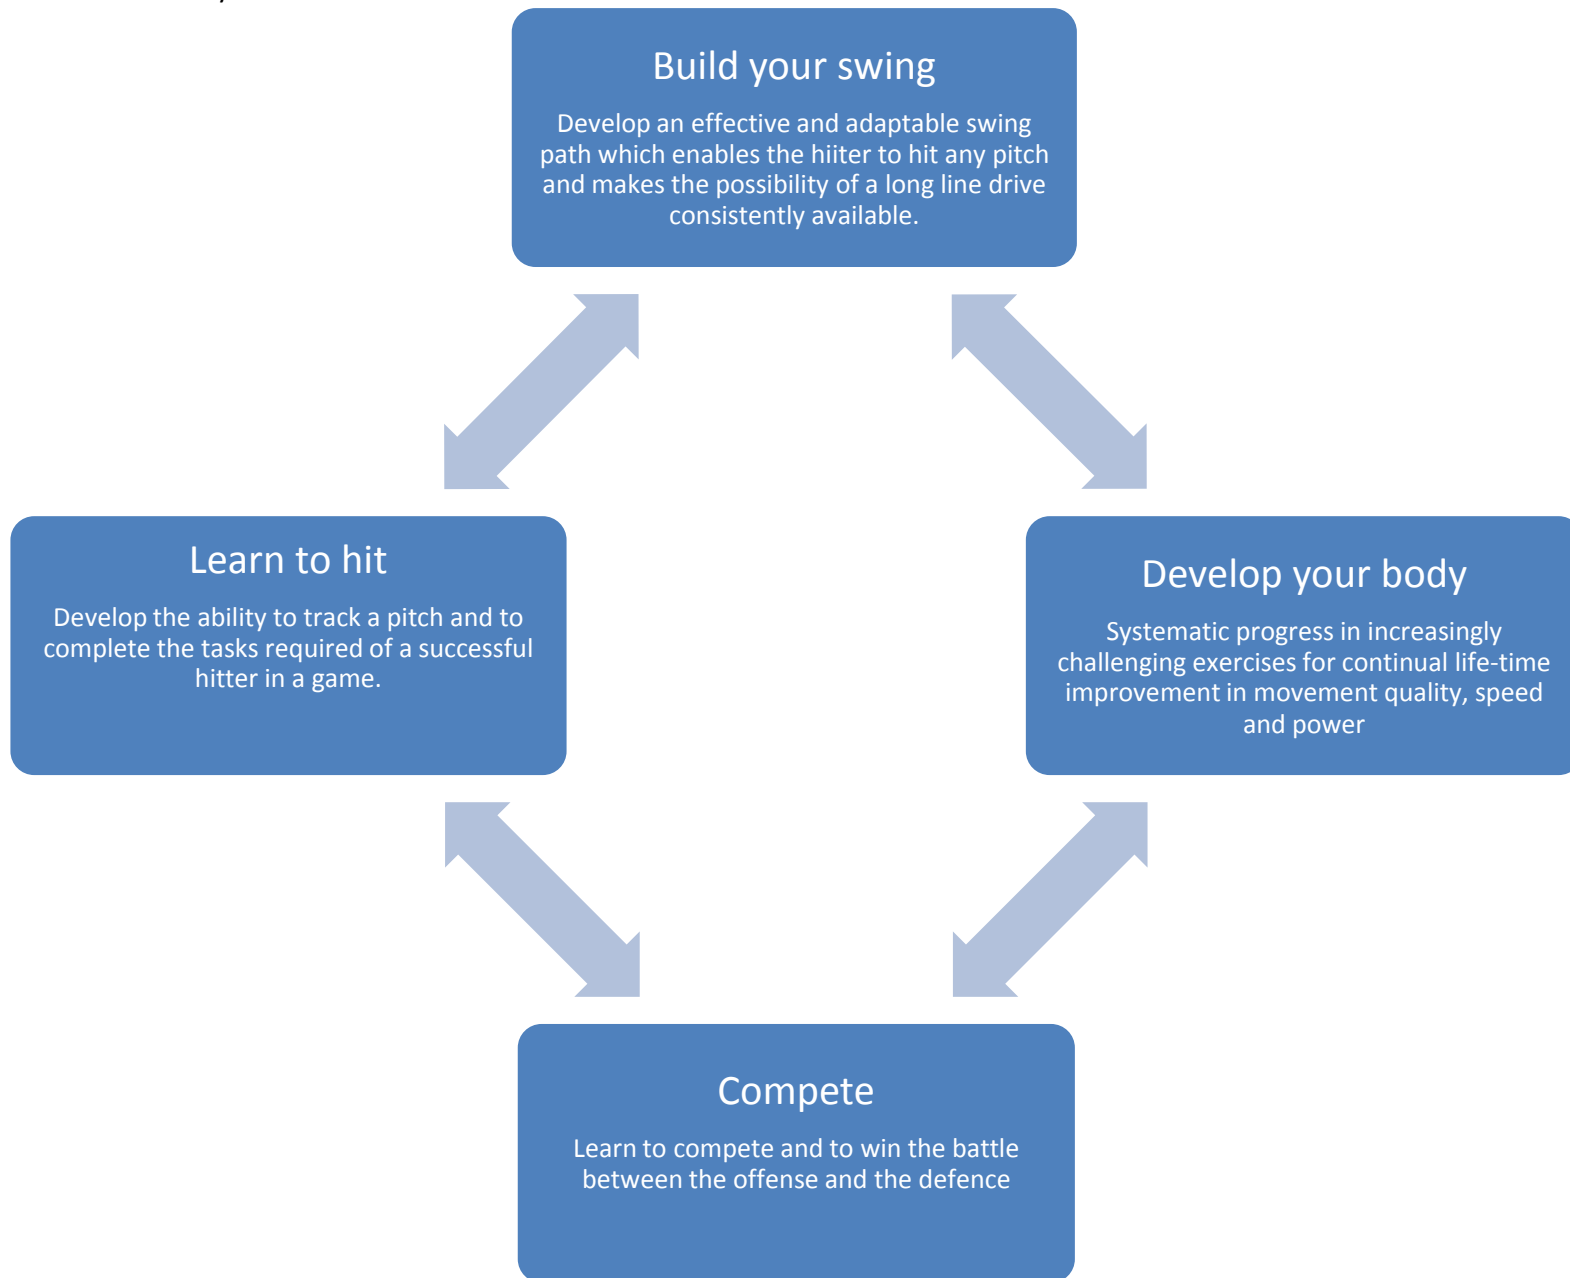 Build your swing
Develop an effective and adaptable swing
path which enables the hiiter to hit any pitch
and makes the possibility of a long line drive
consistently available.
Learn to hit
Develop the ability to track a pitch and to
complete the tasks required of a successful
hitter in a game.
Develop your body
Systematic progress in increasingly
challenging exercises for continual life-time
improvement in movement quality, speed
and power
Compete
Learn to compete and to win the battle
between the offense and the defence